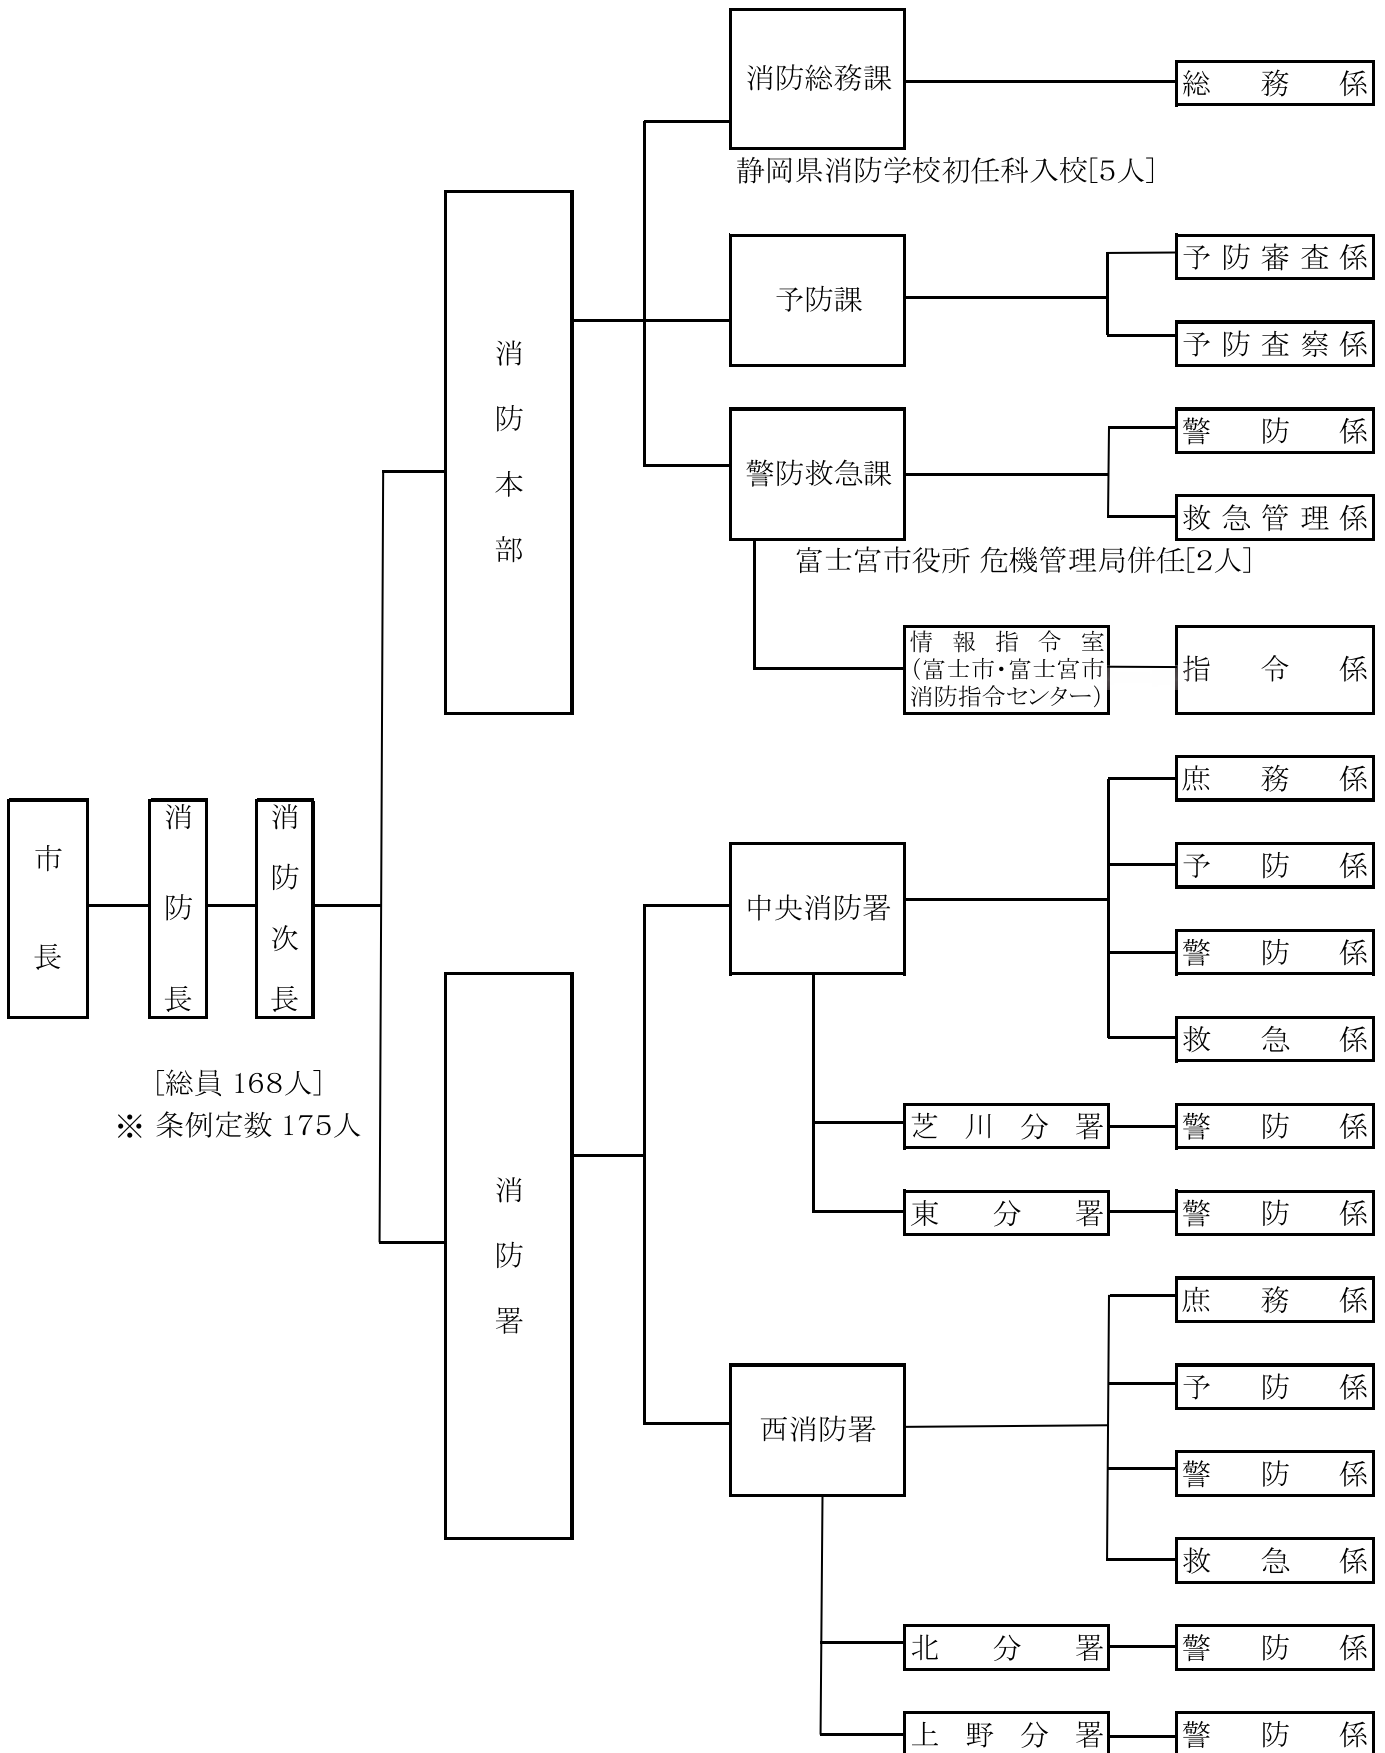 消防総務課
総務係
静岡県消防学校初任科入校[5人]
予防課
予防審査係
予防査察係
消防本部
警防救急課
警防係
救急管理係
富士宮市役所 危機管理局併任[2人]
情報指令室
（富士市・富士宮市
消防指令センター）
指令係
市長
消防長
消防次長
[総員 168人]
※ 条例定数 175人
消防署
中央消防署
庶務係
予防係
警防係
救急係
芝川分署
警防係
東分署
警防係
西消防署
庶務係
予防係
警防係
救急係
北分署
警防係
上野分署
警防係